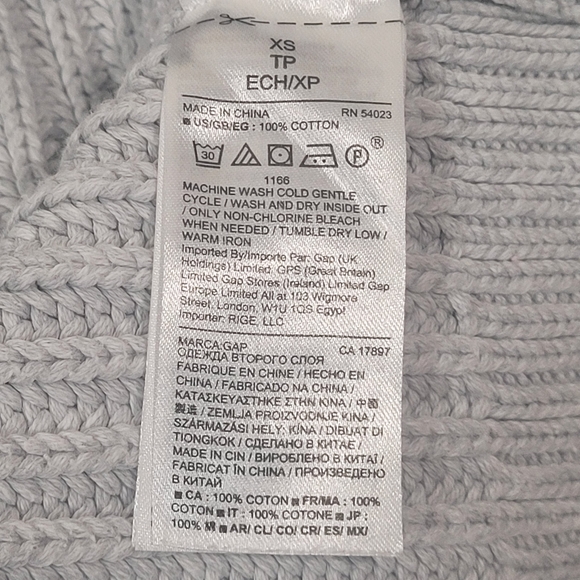 XS
TP
ECH/XP
MADE IN CHINA RN 54023
■ US/GB/EG : 100% COTTON
30 P ®
1166
MACHINE WASH COLD GENTLE
CYCLE / WASH AND DRY INSIDE OUT
/ ONLY NON-CHLORINE BLEACH
WHEN NEEDED / TUMBLE DRY LOW /
WARM IRON
Imported By/Importe Par: Gap (UK
Holdings) Limited, GPS (Great Britain)
Limited Gap Stores (Ireland) Limited Gap
Europe Limited All at 103 Wigmore
Street, London, W1U 1QS Egypt
Importer: RIGE, LLC
MARCA:GAP CA 17897
ОДЕЖДА ВТОРОГО СЛОЯ
FABRIQUE EN CHINE / HECHO EN
CHINA / FABRICADO NA CHINA /
ΚΑΤΑΣΚΕΥΑΣΤΗΚΕ ΣΤΗΝ ΚΙΝΑ / 中國
製造 / ZEMLJA PROIZVODNJE KINA /
SZÁRMAZÁSI HELY: KÍNA / DIBUAT DI
TIONGKOK / СДЕЛАНО В КИТАЕ /
MADE IN CIN / ВИРОБЛЕНО В КИТАЇ /
FABRICAT ÎN CHINA / ПРОИЗВЕДЕНО
В КИТАЙ
■ CA : 100% COTON ■ FR/MA : 100%
COTON ■ IT : 100% COTONE ■ JP :
100% 綿 ■ AR/ CL/ CO/ CR/ ES/ MX/